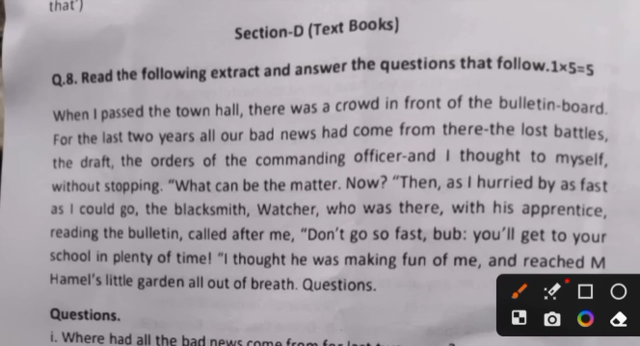 that')
Section-D (Text Books)
Q.8. Read the following extract and answer the questions that follow.1×5=5
When I passed the town hall, there was a crowd in front of the bulletin-board.
For the last two years all our bad news had come from there-the lost battles,
the draft, the orders of the commanding officer-and I thought to myself,
without stopping. "What can be the matter. Now? "Then, as I hurried by as fast
as I could go, the blacksmith, Watcher, who was there, with his apprentice,
reading the bulletin, called after me, "Don't go so fast, bub: you'll get to your
school in plenty of time! "I thought he was making fun of me, and reached M
Hamel's little garden all out of breath. Questions.
Questions.
i. Where had all the bad news come from for last